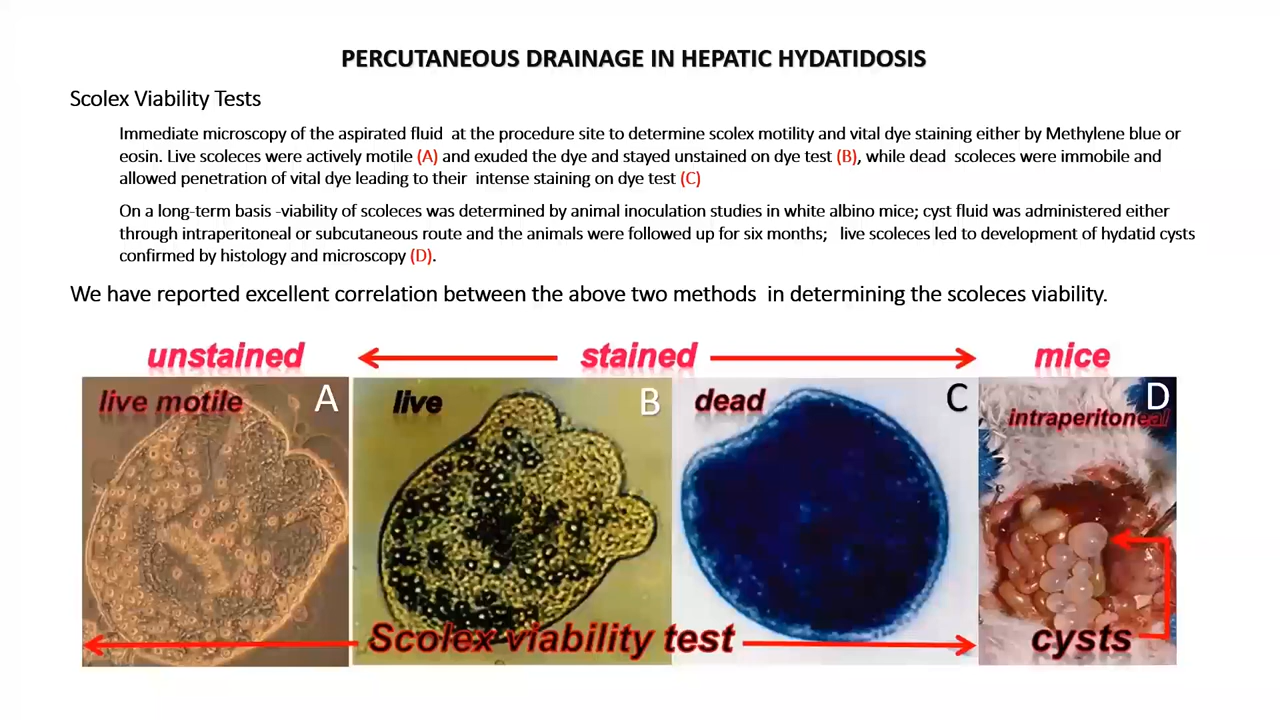 PERCUTANEOUS DRAINAGE IN HEPATIC HYDATIDOSIS
Scolex Viability Tests
Immediate microscopy of the aspirated fluid at the procedure site to determine scolex motility and vital dye staining either by Methylene blue or
eosin. Live scoleces were actively motile (A) and exuded the dye and stayed unstained on dye test (B), while dead scoleces were immobile and
allowed penetration of vital dye leading to their intense staining on dye test (C)
On a long-term basis -viability of scoleces was determined by animal inoculation studies in white albino mice; cyst fluid was administered either
through intraperitoneal or subcutaneous route and the animals were followed up for six months; live scoleces led to development of hydatid cysts
confirmed by histology and microscopy (D).
We have reported excellent correlation between the above two methods in determining the scoleces viability.
unstained stained mice
live motile A live B dead C D
intraperitoneal
Scolex viability test cysts